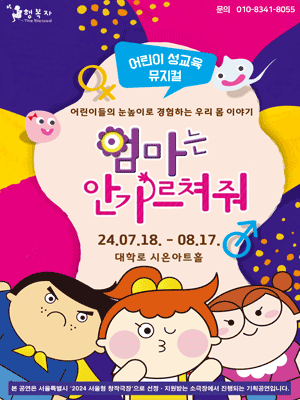 행복자
The Blessed
문의 010-8341-8055
어린이 성교육
뮤지컬
어린이들의 눈높이로 경험하는 우리 몸 이야기
엄마는
안가르쳐줘
24.07.18. - 08.17.
대학로 시온아트홀
본 공연은 서울특별시 '2024 서울형 창작극장'으로 선정·지원받는 소극장에서 진행되는 기획공연입니다.